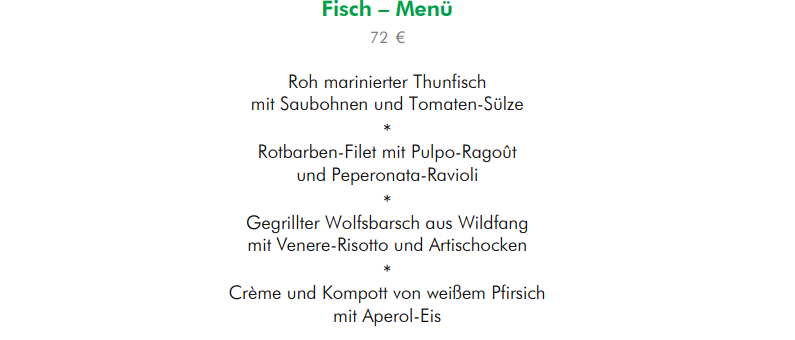 Fisch – Menü
72 €
Roh marinierter Thunfisch
mit Saubohnen und Tomaten-Sülze
*
Rotbarben-Filet mit Pulpo-Ragoût
und Peperonata-Ravioli
*
Gegrillter Wolfsbarsch aus Wildfang
mit Venere-Risotto und Artischocken
*
Crème und Kompott von weißem Pfirsich
mit Aperol-Eis